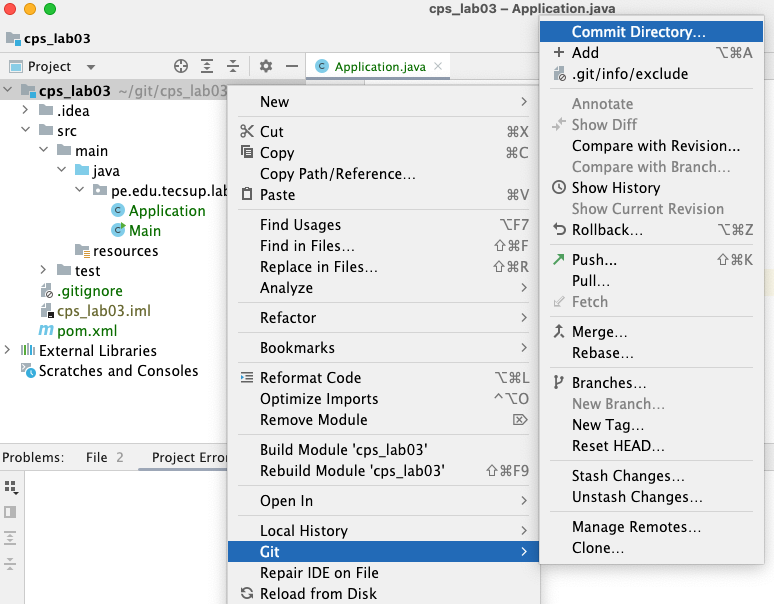 cps_lab03 – Application.java
cps_lab03
Project
Application.java
cps_lab03 ~/git/cps_lab03
.idea
src
main
java
pe.edu.tecsup.lab
Application
Main
resources
test
.gitignore
cps_lab03.iml
pom.xml
External Libraries
Scratches and Consoles
Problems: File 2 Project Error
New
Cut ⌘X
Copy ⌘C
Copy Path/Reference...
Paste ⌘V
Find Usages ⌥F7
Find in Files... ⇧⌘F
Replace in Files... ⇧⌘R
Analyze
Refactor
Bookmarks
Reformat Code ⌥⌘L
Optimize Imports ^⌥O
Remove Module ⌦
Build Module 'cps_lab03'
Rebuild Module 'cps_lab03' ⇧⌘F9
Open In
Local History
Git
Repair IDE on File
Reload from Disk
Commit Directory...
Add ⌥⌘A
.git/info/exclude
Annotate
Show Diff
Compare with Revision...
Compare with Branch...
Show History
Show Current Revision
Rollback... ⌥⌘Z
Push... ⇧⌘K
Pull...
Fetch
Merge...
Rebase...
Branches...
New Branch...
New Tag...
Reset HEAD...
Stash Changes...
Unstash Changes...
Manage Remotes...
Clone...